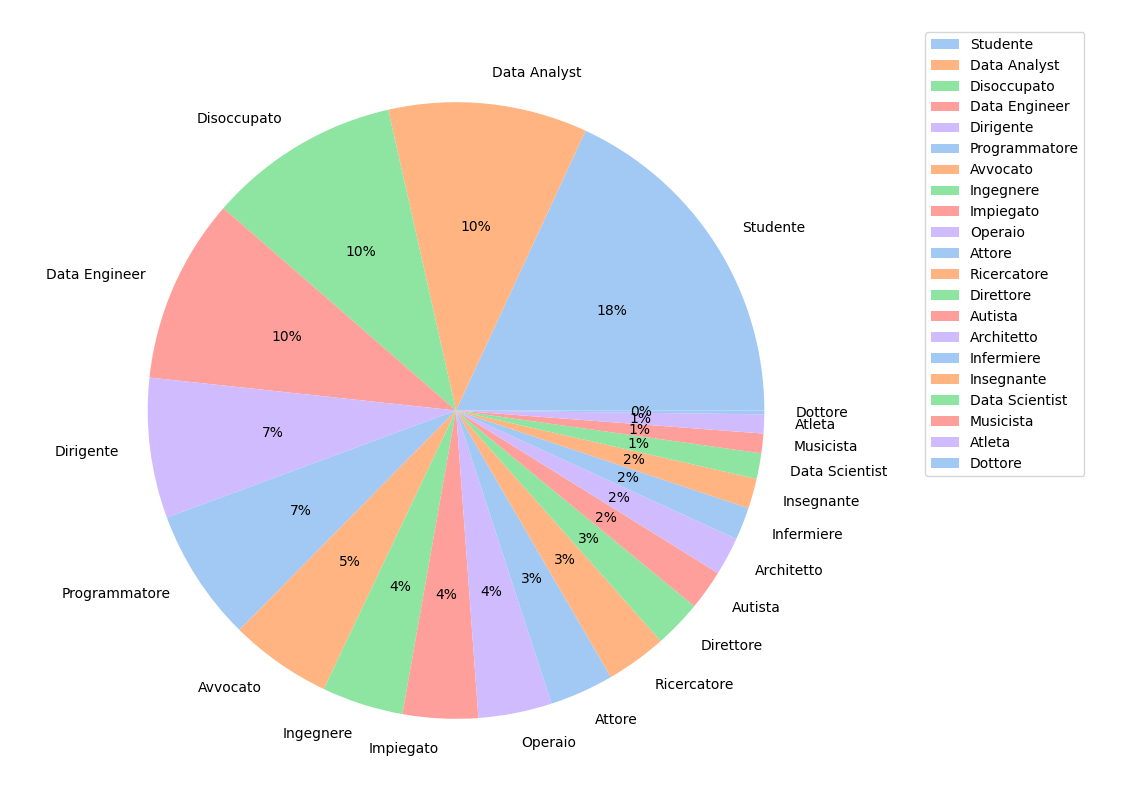 Studente
18%
Data Analyst
10%
Disoccupato
10%
Data Engineer
10%
Dirigente
7%
Programmatore
7%
Avvocato
5%
Ingegnere
4%
Impiegato
4%
Operaio
4%
Attore
3%
Ricercatore
3%
Direttore
3%
Autista
2%
Architetto
2%
Infermiere
2%
Insegnante
2%
Data Scientist
1%
Musicista
1%
Atleta
1%
Dottore
0%
Studente
Data Analyst
Disoccupato
Data Engineer
Dirigente
Programmatore
Avvocato
Ingegnere
Impiegato
Operaio
Attore
Ricercatore
Direttore
Autista
Architetto
Infermiere
Insegnante
Data Scientist
Musicista
Atleta
Dottore